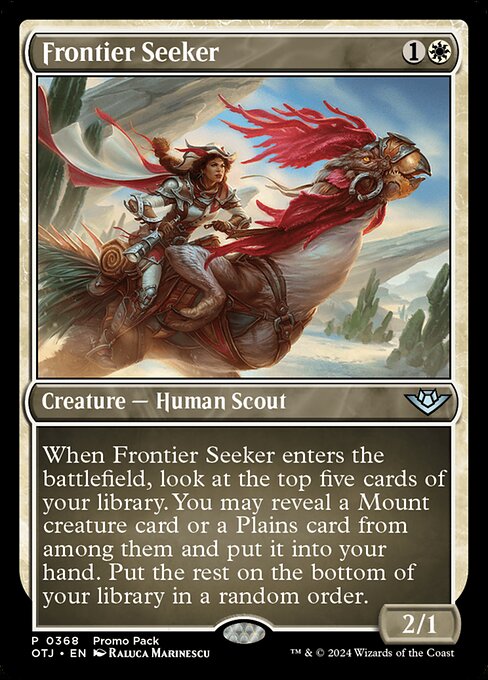 Frontier Seeker 1
Creature — Human Scout
When Frontier Seeker enters the
battlefield, look at the top five cards of
your library. You may reveal a Mount
creature card or a Plains card from
among them and put it into your
hand. Put the rest on the bottom of
your library in a random order.
2/1
P 0368 Promo Pack
OTJ • EN Raluca Marinescu ™ & © 2024 Wizards of the Coast